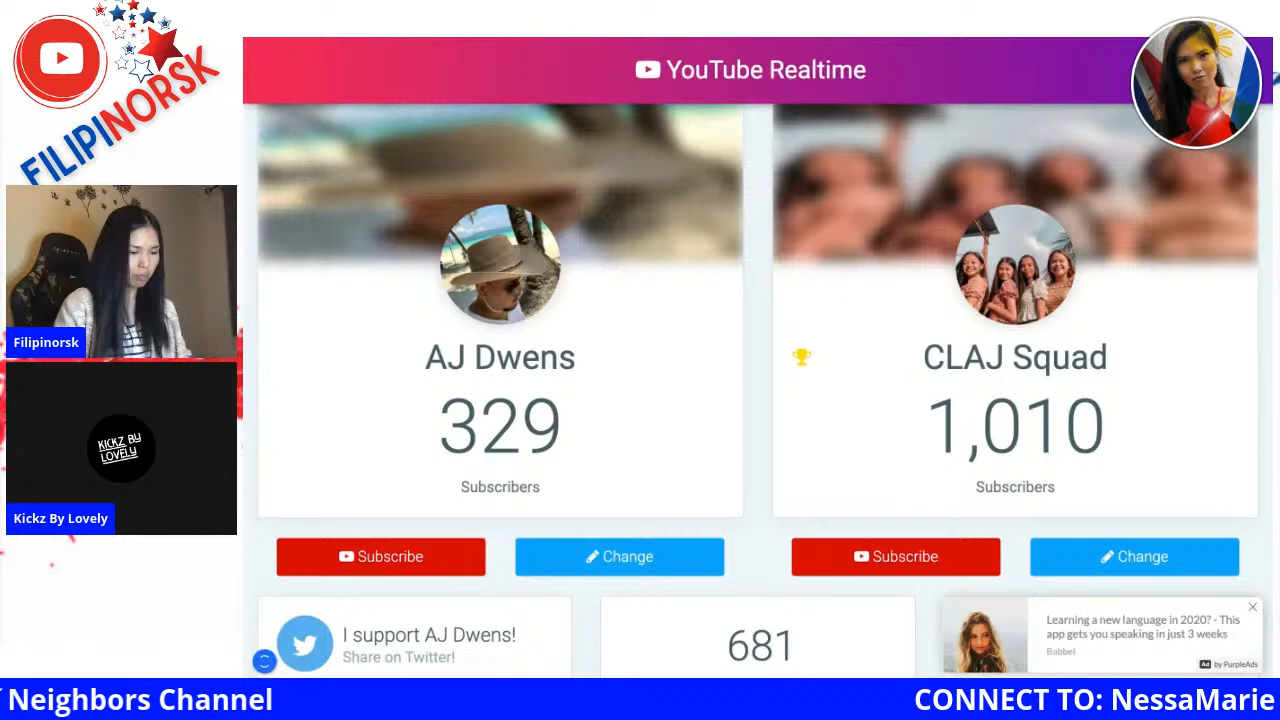 FILIPINORSK
YouTube Realtime
Filipinorsk
KICKZ BY
LOVELY
Kickz By Lovely
AJ Dwens
329
Subscribers
Subscribe
Change
CLAJ Squad
1,010
Subscribers
Subscribe
Change
I support AJ Dwens!
Share on Twitter!
681
Learning a new language in 2020? - This
app gets you speaking in just 3 weeks
Babbel
Ad by PurpleAds
Neighbors Channel
CONNECT TO: NessaMarie